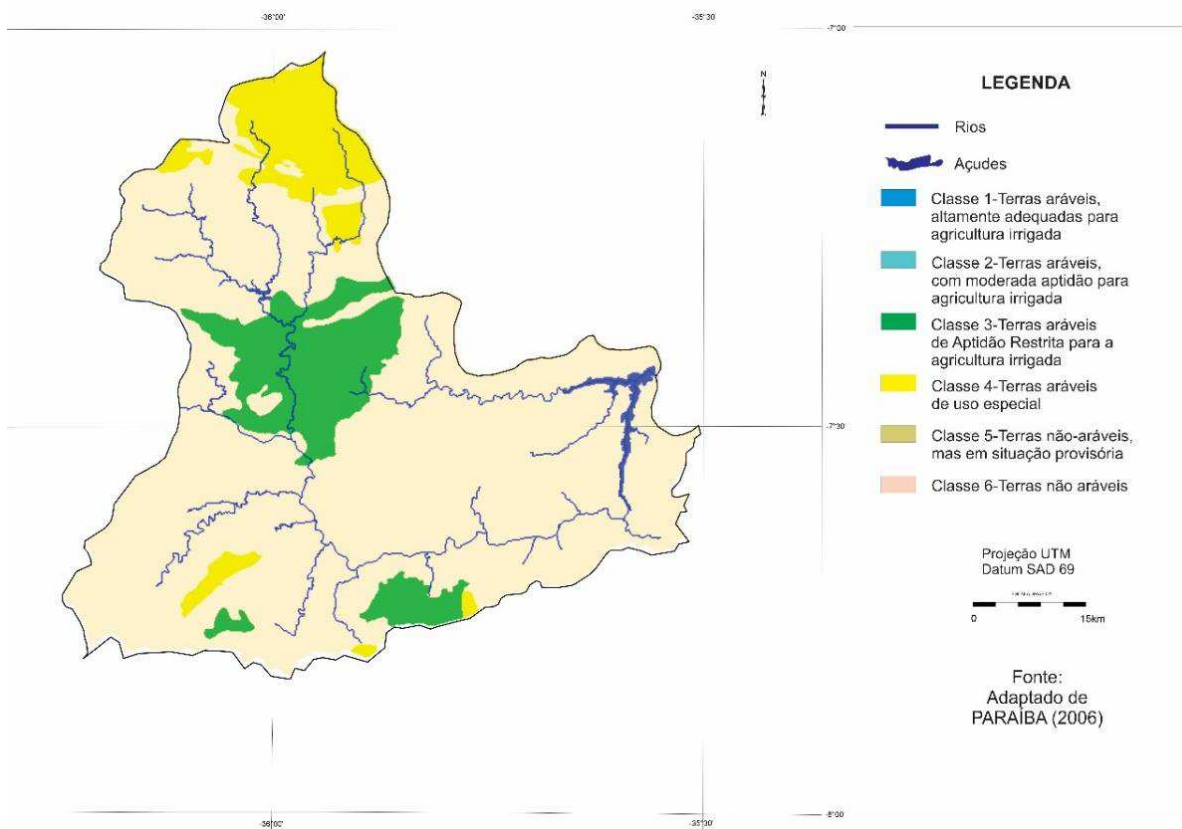 -36°00'
-35°30'
-7°00
N
LEGENDA
Rios
Açudes
Classe 1-Terras aráveis,
altamente adequadas para
agricultura irrigada
Classe 2-Terras aráveis,
com moderada aptidão para
agricultura irrigada
Classe 3-Terras aráveis
de Aptidão Restrita para a
agricultura irrigada
Classe 4-Terras aráveis
de uso especial
-7°30
Classe 5-Terras não-aráveis,
mas em situação provisória
Classe 6-Terras não aráveis
Projeção UTM
Datum SAD 69
0 15km
Fonte:
Adaptado de
PARAÍBA (2006)
-8°00
-36°00'
-35°30'